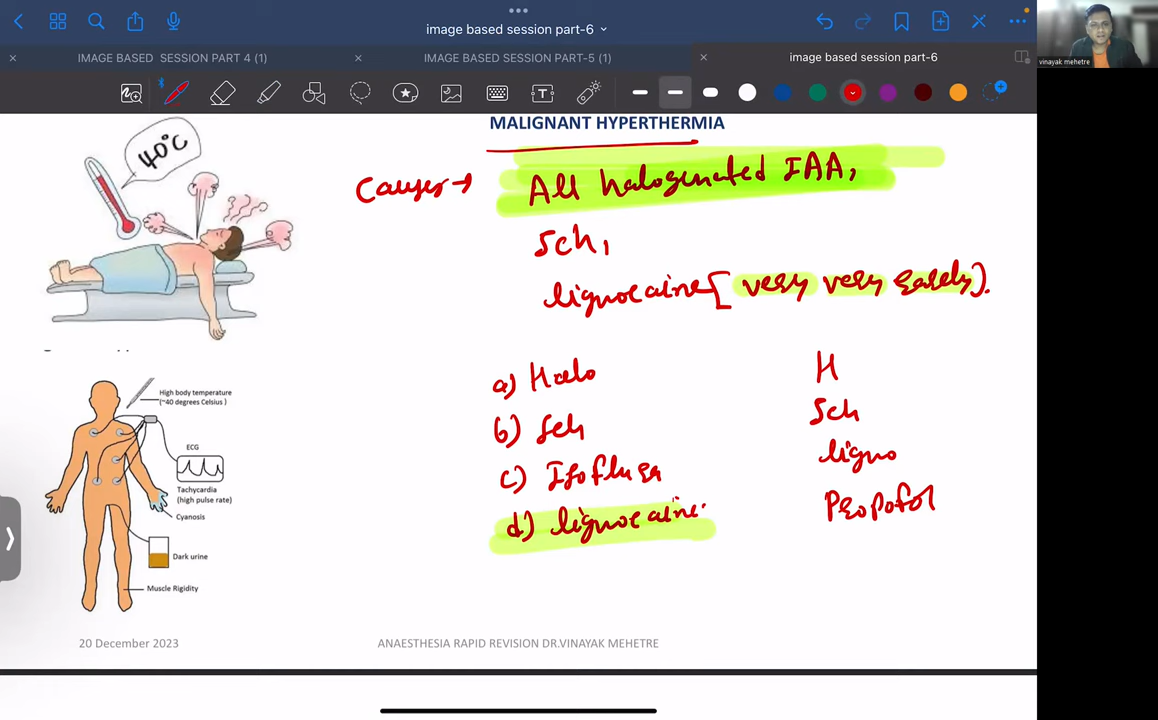 image based session part-6
IMAGE BASED SESSION PART 4 (1)
IMAGE BASED SESSION PART-5 (1)
image based session part-6
vinayak mehetre
MALIGNANT HYPERTHERMIA
40°C
Causes → All halogenated IAA,
Sch,
lignocaine [very very rarely).
a) Halo
H
b) Sch
Sch
c) Isoflura
ligno
d) lignocaine.
Propofol
High body temperature
(~40 degrees Celsius )
ECG
Tachycardia
(high pulse rate)
Cyanosis
Dark urine
Muscle Rigidity
20 December 2023
ANAESTHESIA RAPID REVISION DR.VINAYAK MEHETRE